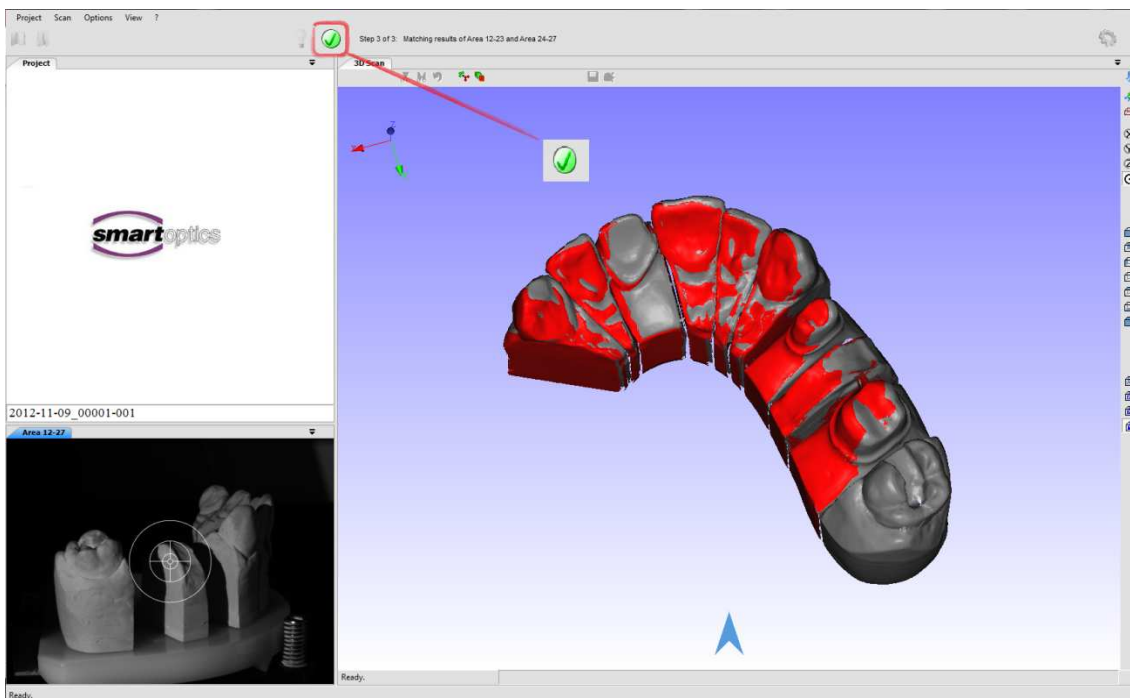 Project Scan Options View ?
Step 3 of 3: Matching results of Area 12-23 and Area 24-27
Project
3D Scan
Z
smartoptics
2012-11-09_00001-001
Area 12-27
Ready.
Ready.